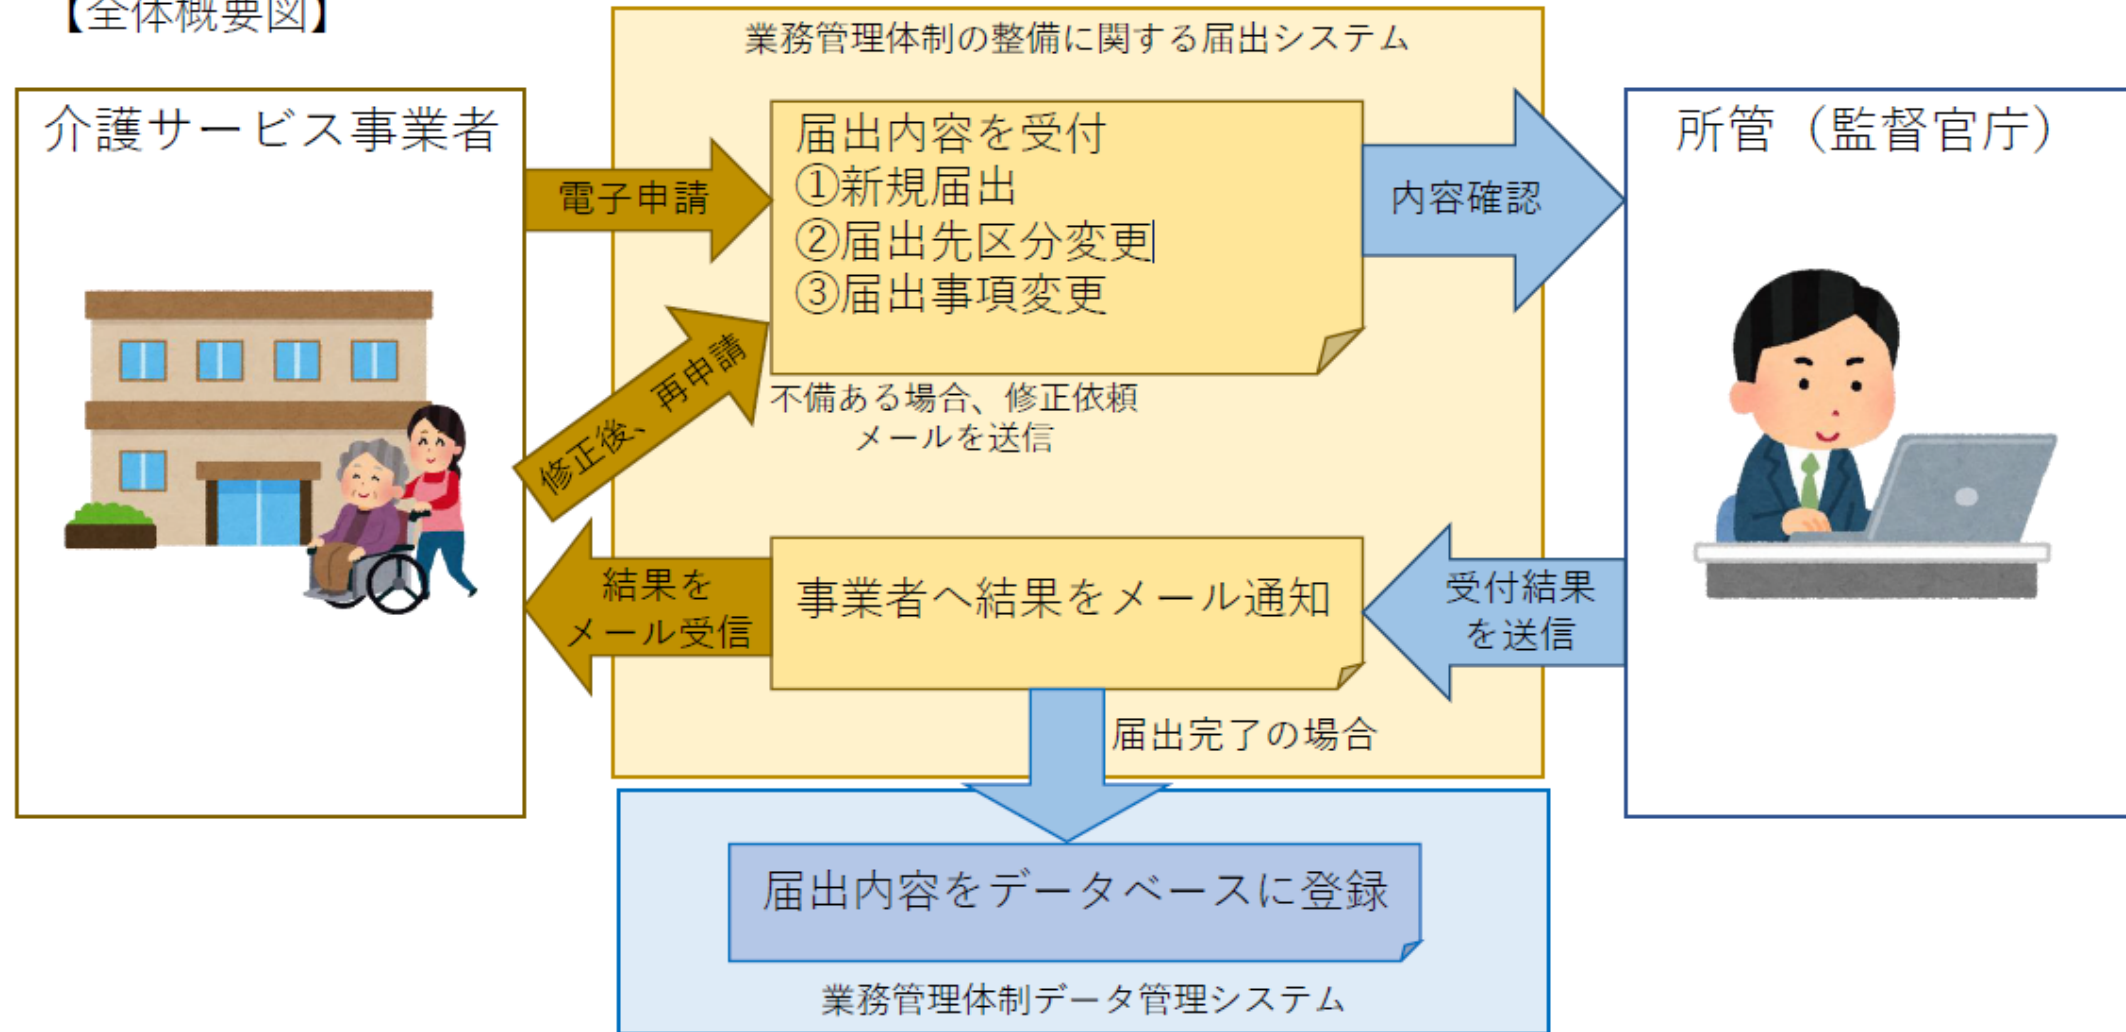 【全体概要図】
業務管理体制の整備に関する届出システム
介護サービス事業者
電子申請
届出内容を受付
①新規届出
②届出先区分変更
③届出事項変更
内容確認
所管（監督官庁）
修正後、再申請
不備ある場合、修正依頼
メールを送信
結果を
メール受信
事業者へ結果をメール通知
受付結果
を送信
届出完了の場合
届出内容をデータベースに登録
業務管理体制データ管理システム